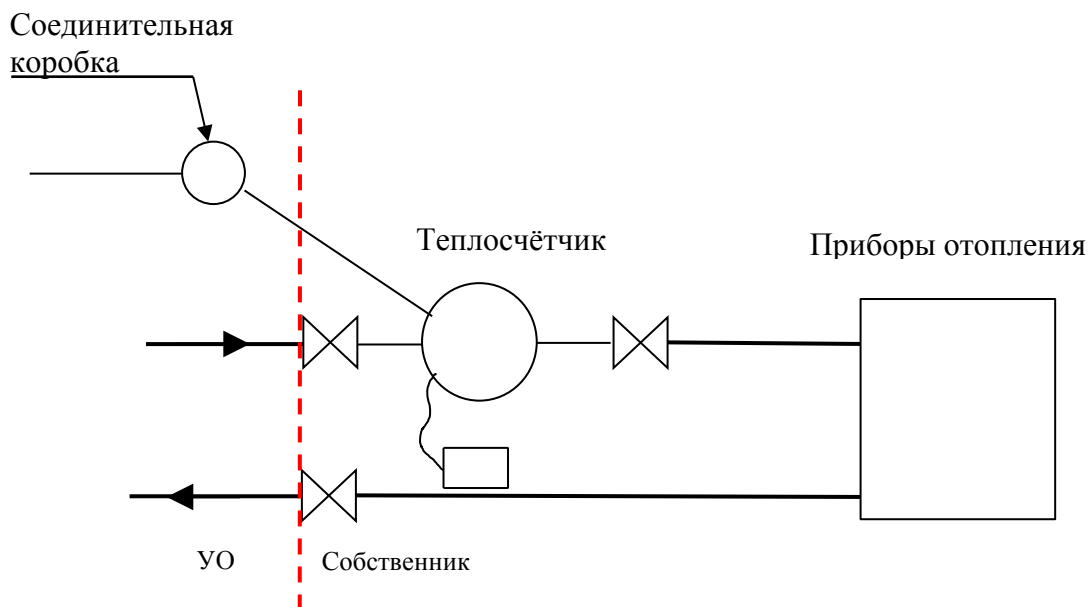 Соединительная
коробка
Теплосчётчик
Приборы отопления
УО
Собственник